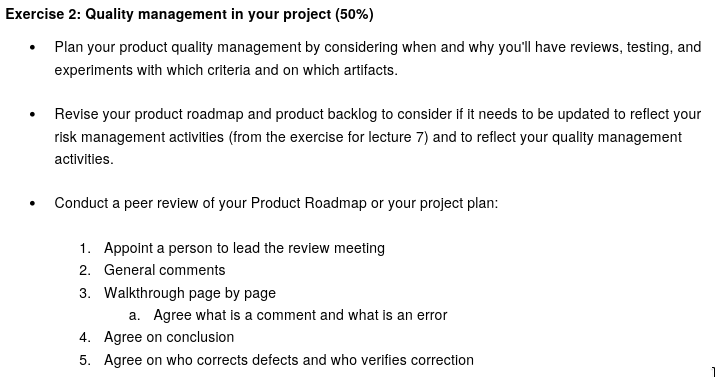 Exercise 2: Quality management in your project (50%)
• Plan your product quality management by considering when and why you'll have reviews, testing, and
experiments with which criteria and on which artifacts.
• Revise your product roadmap and product backlog to consider if it needs to be updated to reflect your
risk management activities (from the exercise for lecture 7) and to reflect your quality management
activities.
• Conduct a peer review of your Product Roadmap or your project plan:
1. Appoint a person to lead the review meeting
2. General comments
3. Walkthrough page by page
a. Agree what is a comment and what is an error
4. Agree on conclusion
5. Agree on who corrects defects and who verifies correction